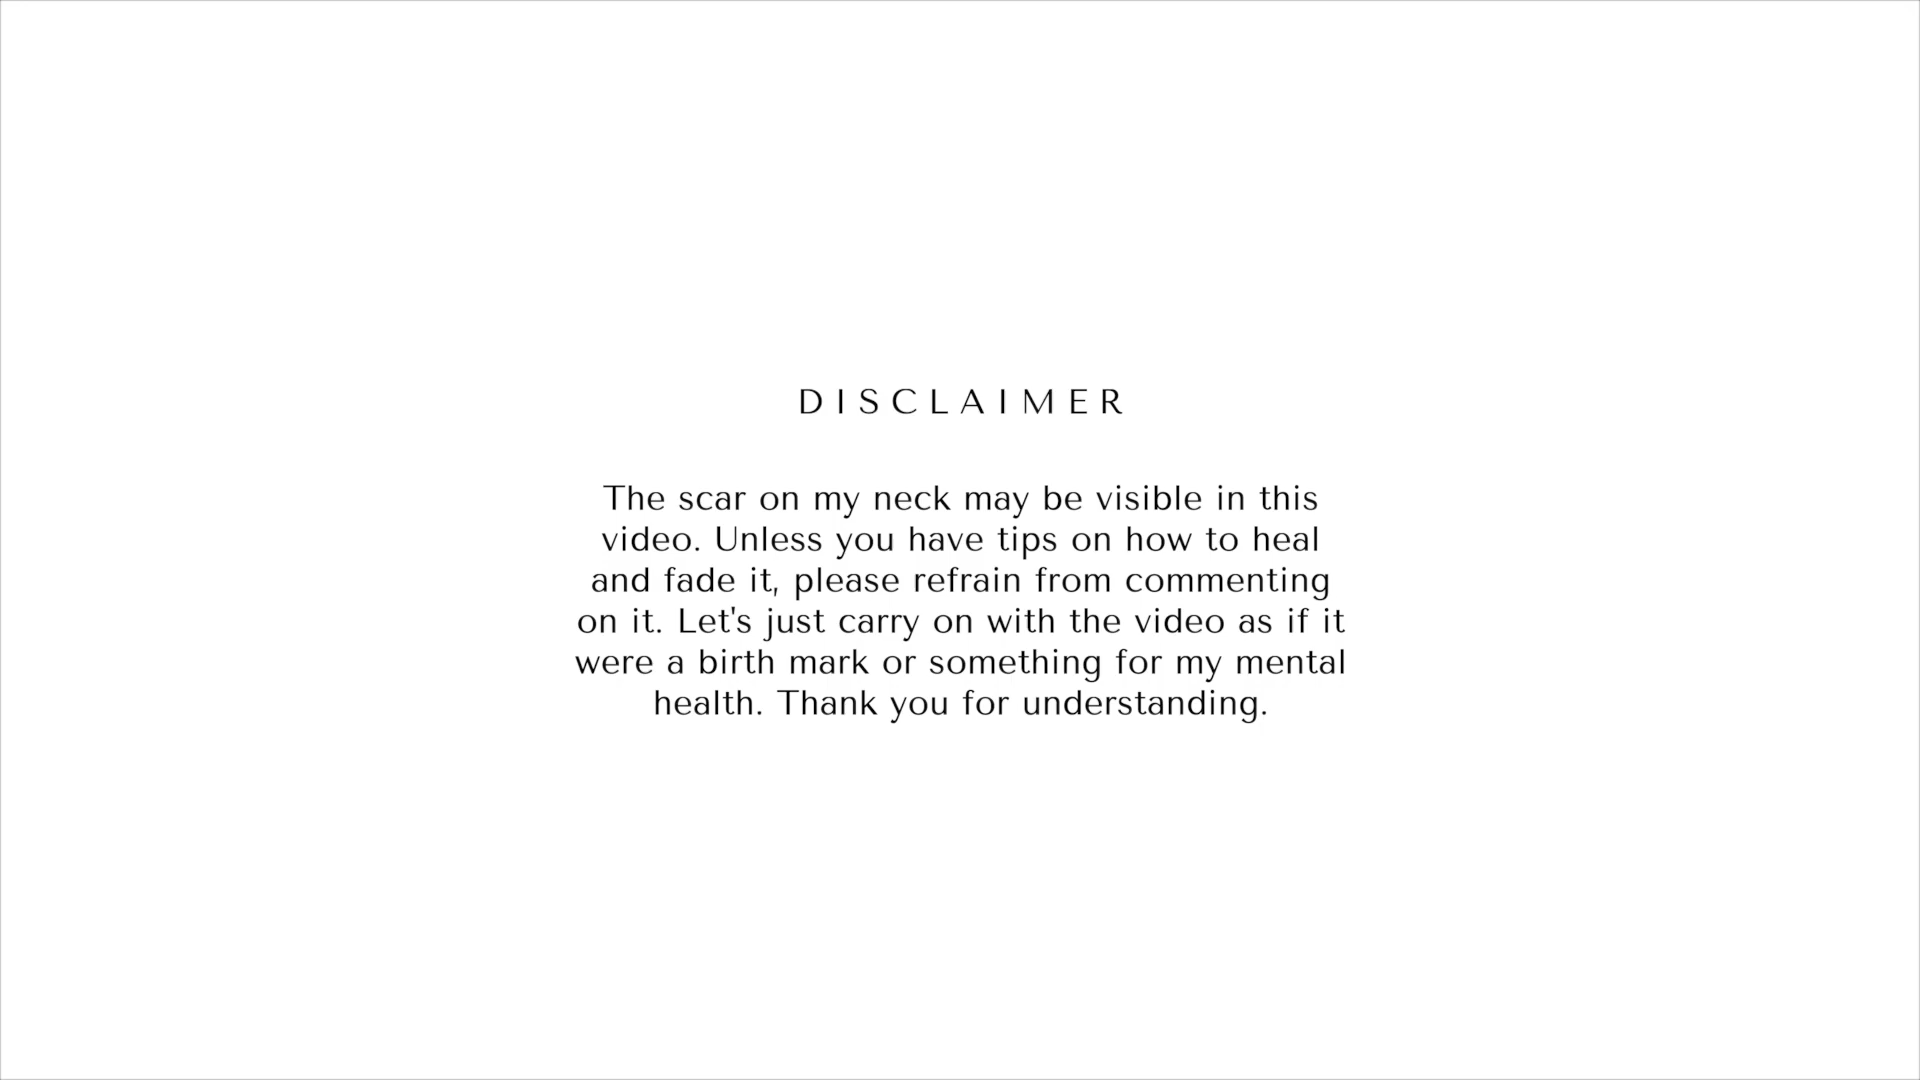 DISCLAIMER
The scar on my neck may be visible in this
video. Unless you have tips on how to heal
and fade it, please refrain from commenting
on it. Let's just carry on with the video as if it
were a birth mark or something for my mental
health. Thank you for understanding.